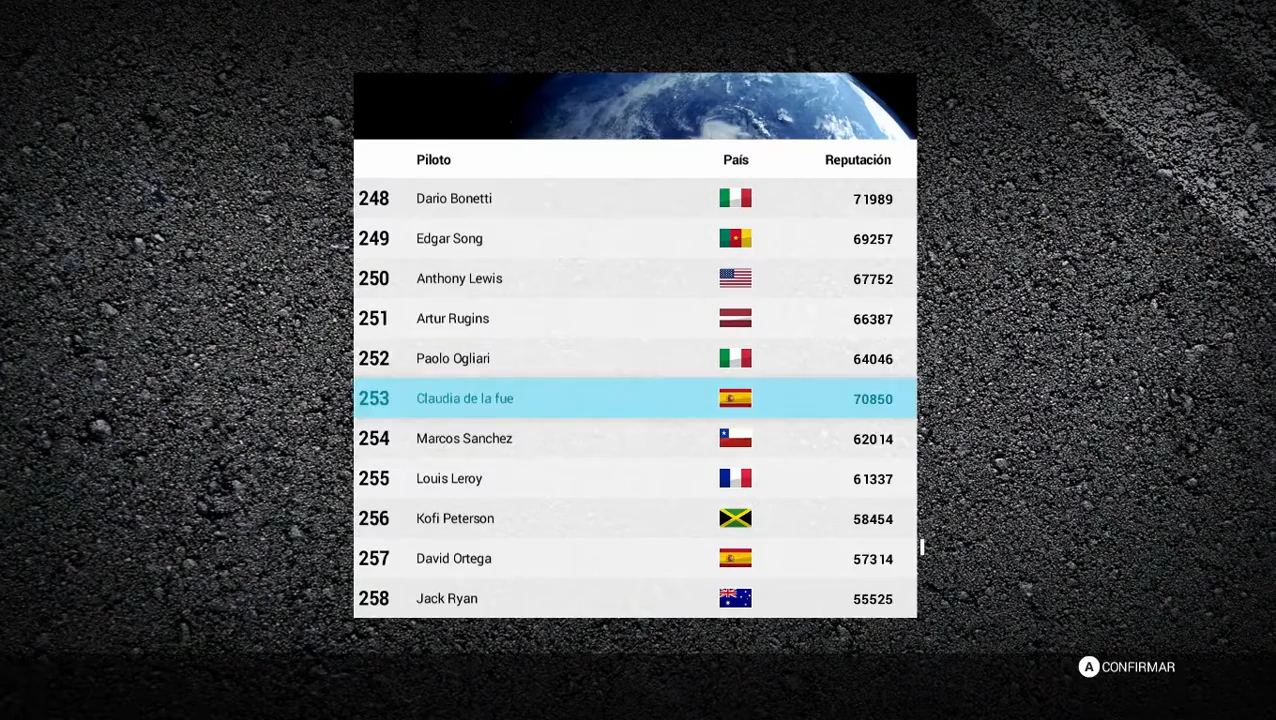 Piloto País Reputación
248 Dario Bonetti 71989
249 Edgar Song 69257
250 Anthony Lewis 67752
251 Artur Rugins 66387
252 Paolo Ogliari 64046
253 Claudia de la fue 70850
254 Marcos Sanchez 62014
255 Louis Leroy 61337
256 Kofi Peterson 58454
257 David Ortega 57314
258 Jack Ryan 55525
A CONFIRMAR